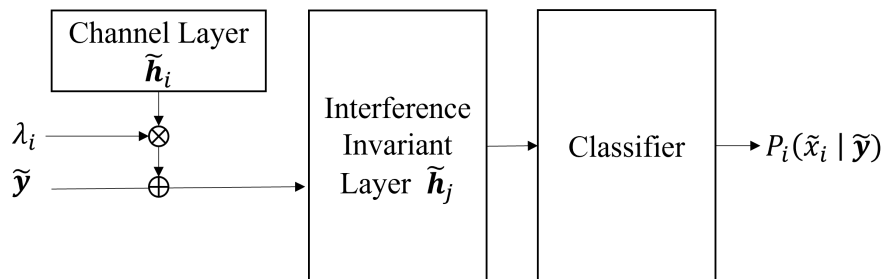 Channel Layer
𝒉̃ᵢ
λᵢ
𝒚̃
Interference
Invariant
Layer 𝒉̃ⱼ
Classifier
Pᵢ(x̃ᵢ | 𝒚̃)